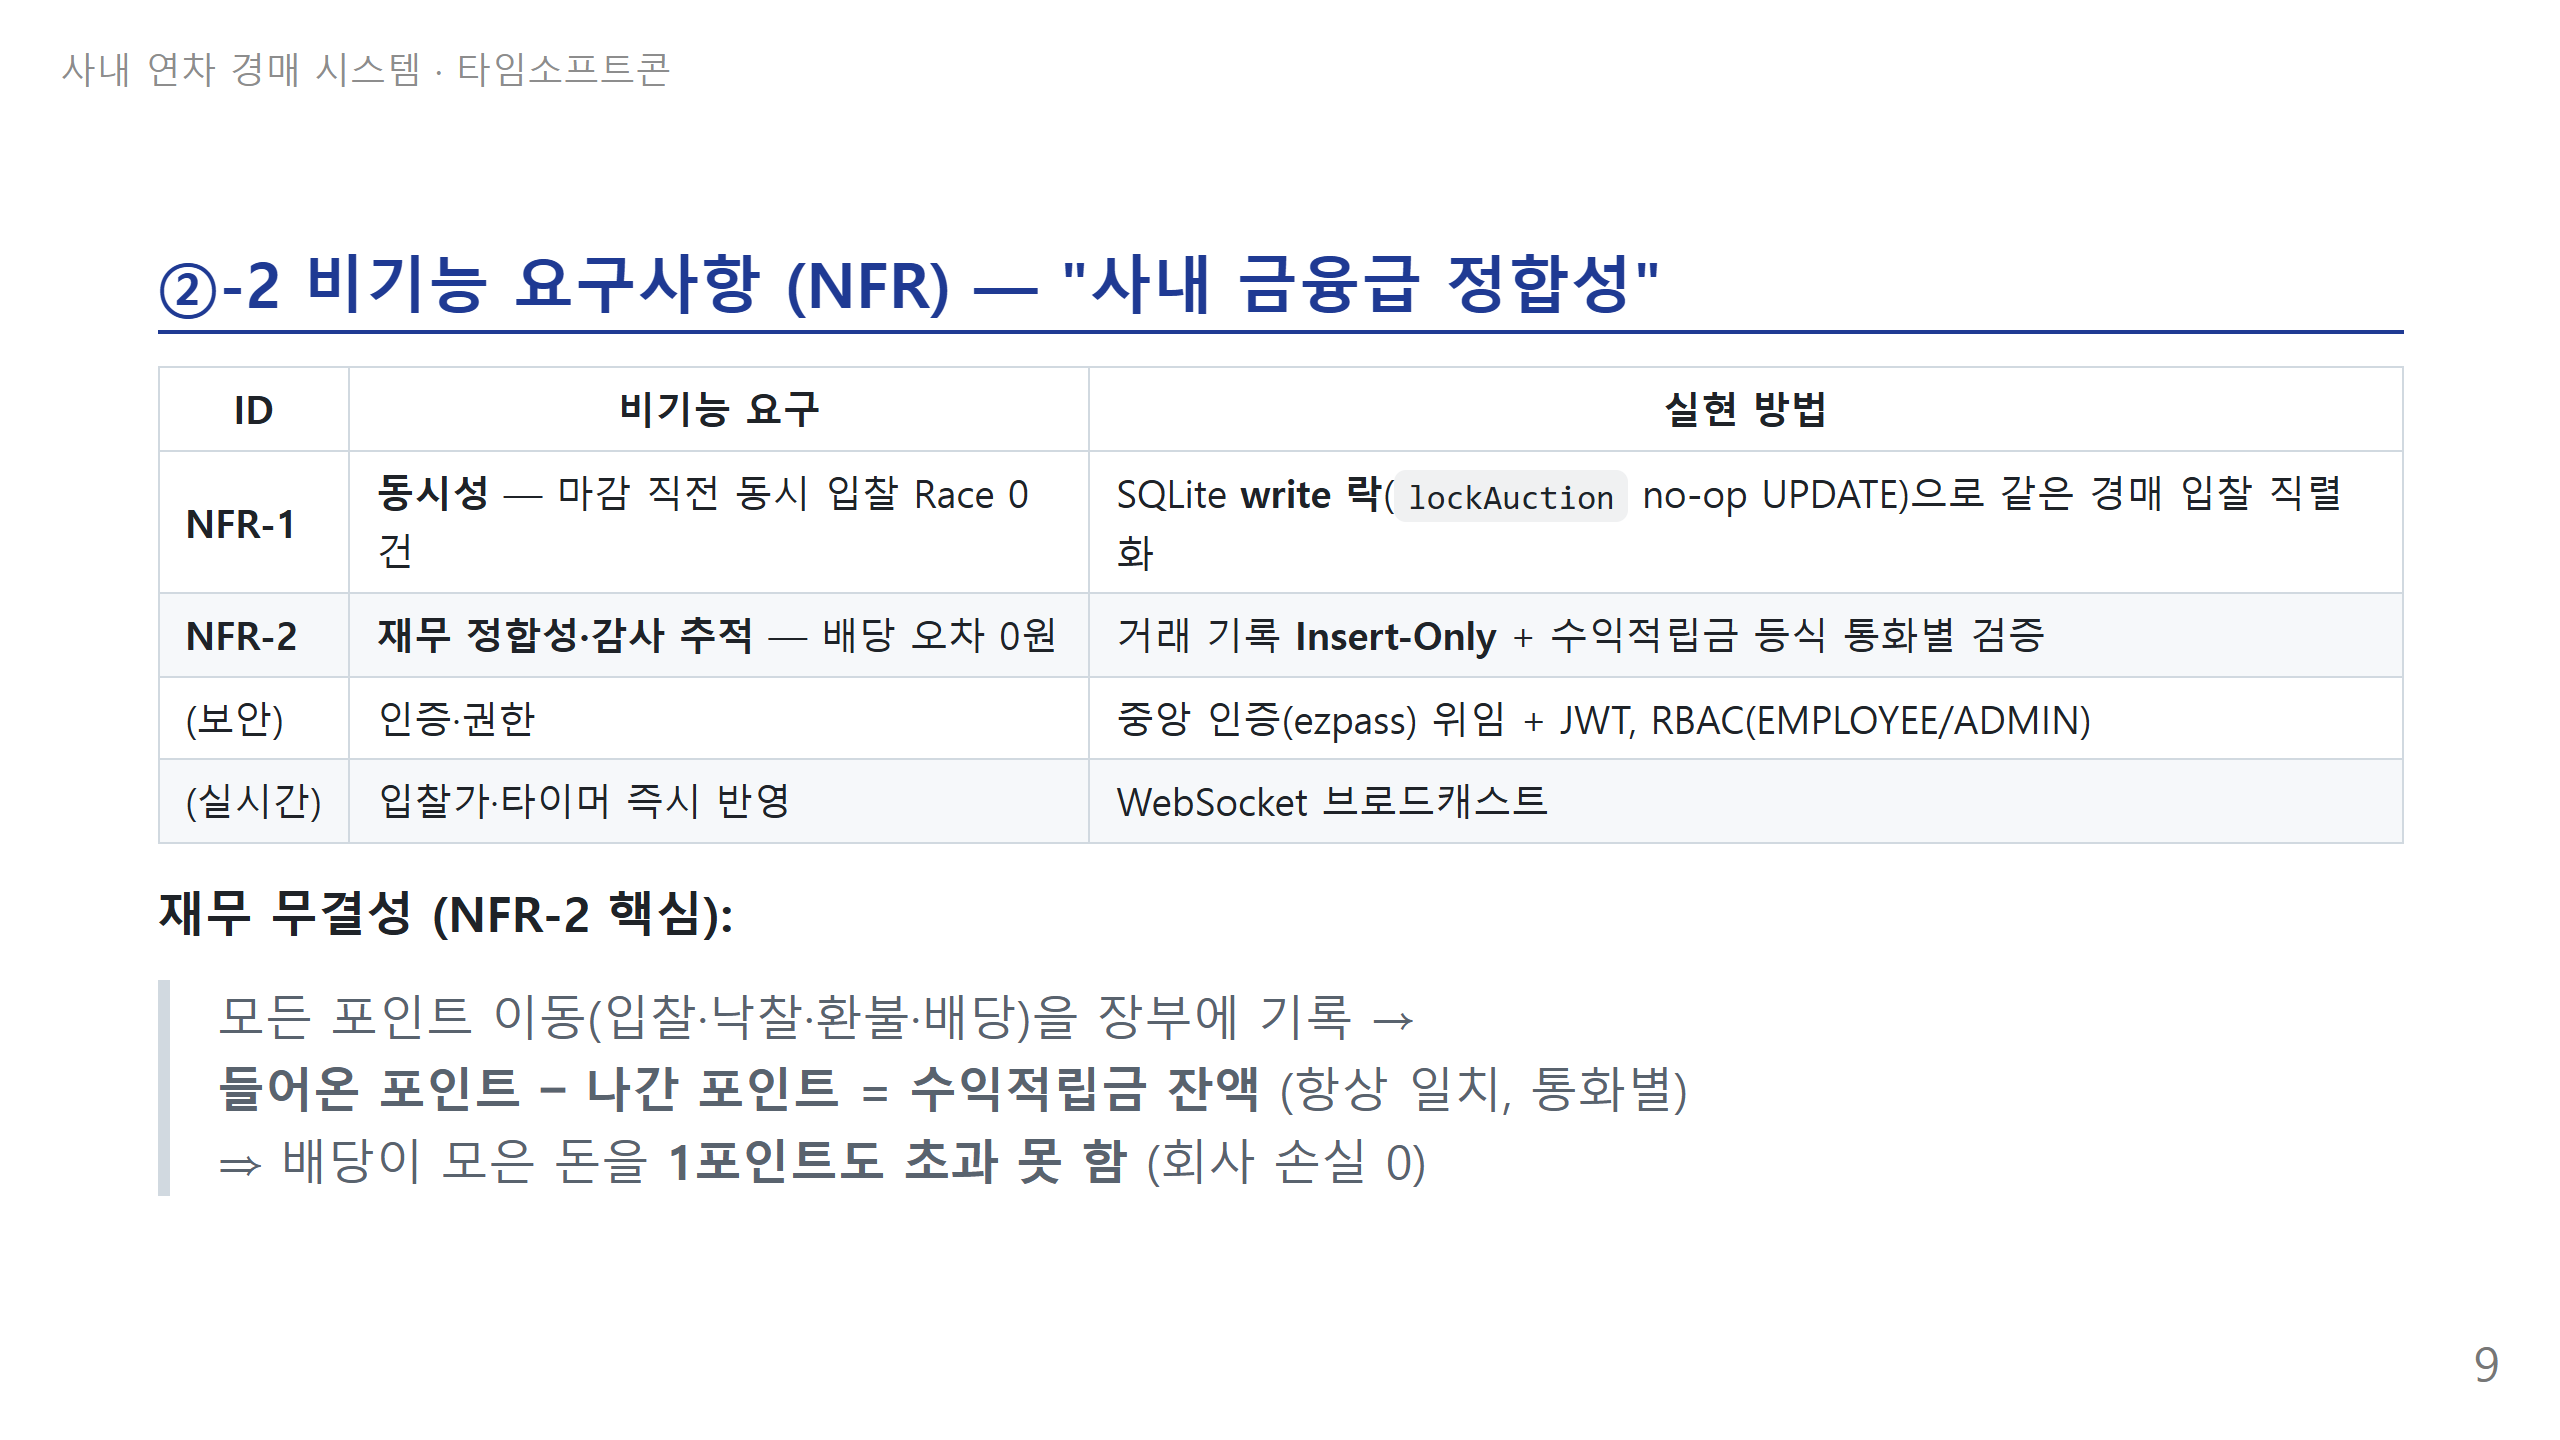 사내 연차 경매 시스템 · 타임소프트콘
②-2 비기능 요구사항 (NFR) — "사내 금융급 정합성"
ID 비기능 요구 실현 방법
NFR-1 동시성 — 마감 직전 동시 입찰 Race 0
건
SQLite write 락( lockAuction no-op UPDATE)으로 같은 경매 입찰 직렬
화
NFR-2 재무 정합성·감사 추적 — 배당 오차 0원 거래 기록 Insert-Only + 수익적립금 등식 통화별 검증
(보안) 인증·권한 중앙 인증(ezpass) 위임 + JWT, RBAC(EMPLOYEE/ADMIN)
(실시간) 입찰가·타이머 즉시 반영 WebSocket 브로드캐스트
재무 무결성 (NFR-2 핵심):
모든 포인트 이동(입찰·낙찰·환불·배당)을 장부에 기록 →
들어온 포인트 − 나간 포인트 = 수익적립금 잔액 (항상 일치, 통화별)
⇒ 배당이 모은 돈을 1포인트도 초과 못 함 (회사 손실 0)
9